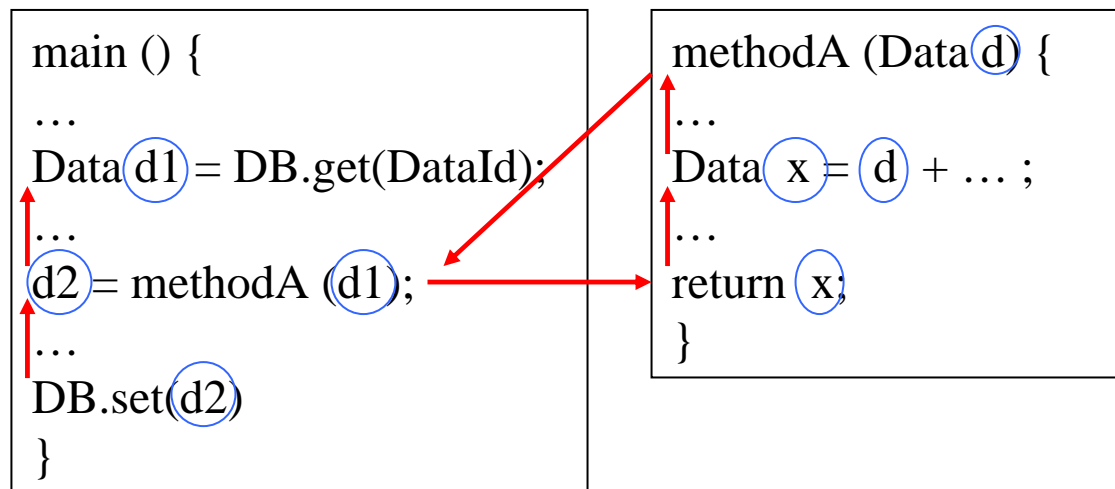 main () {
…
Data d1 = DB.get(DataId);
…
d2 = methodA (d1);
…
DB.set(d2)
}
methodA (Data d) {
…
Data x = d + … ;
…
return x;
}